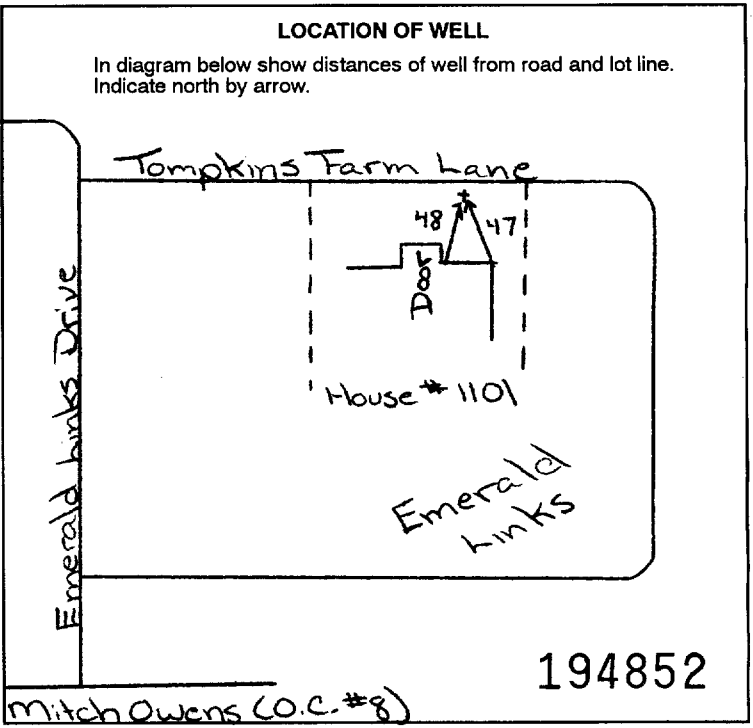 LOCATION OF WELL
In diagram below show distances of well from road and lot line.
Indicate north by arrow.
Tompkins Farm Lane
48 47
Door
Emerald Links Drive
House # 1101
Emerald
Links
194852
Mitch Owens (O.C. #8)